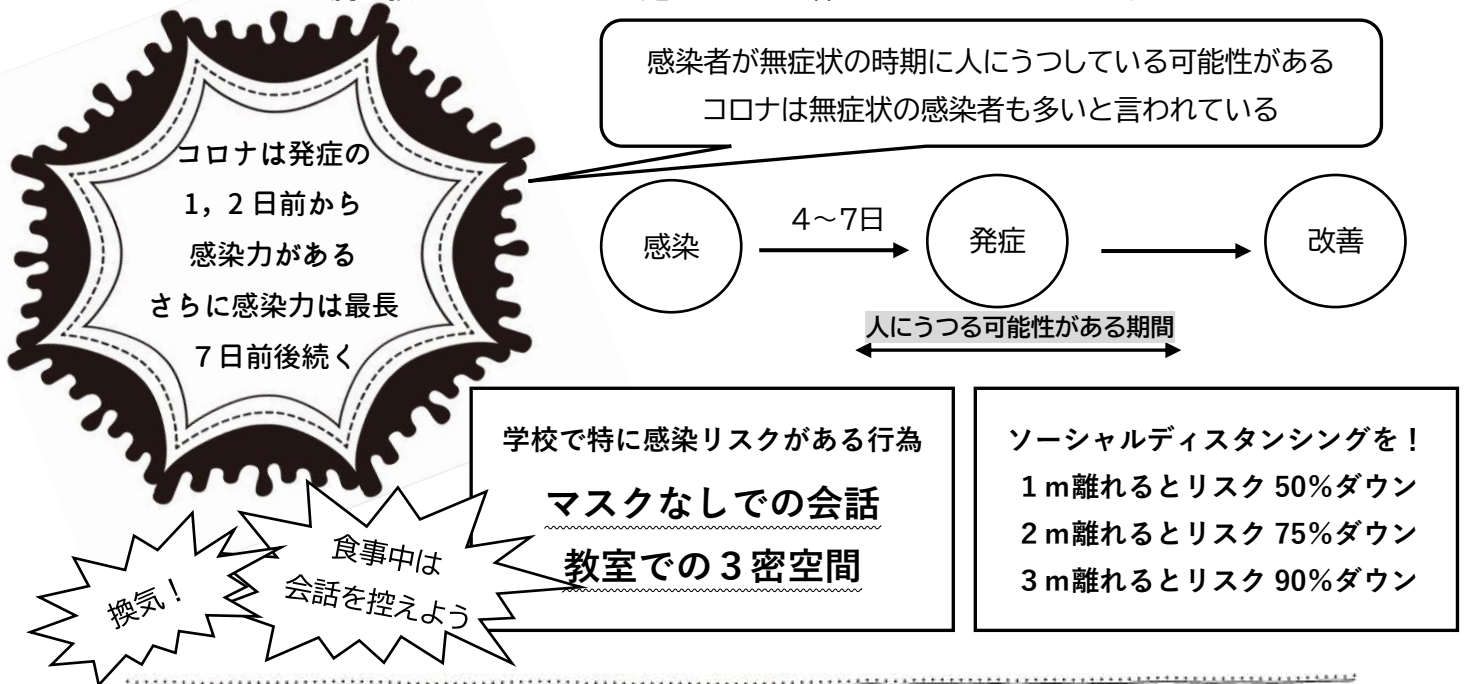 感染者が無症状の時期に人にうつしている可能性がある
コロナは無症状の感染者も多いと言われている
コロナは発症の
1，2日前から
感染力がある
さらに感染力は最長
７日前後続く
感染
4～7日
発症
改善
人にうつる可能性がある期間
学校で特に感染リスクがある行為
マスクなしでの会話
教室での３密空間
ソーシャルディスタンシングを！
１ｍ離れるとリスク 50％ダウン
２ｍ離れるとリスク 75％ダウン
３ｍ離れるとリスク 90％ダウン
換気！
食事中は
会話を控えよう